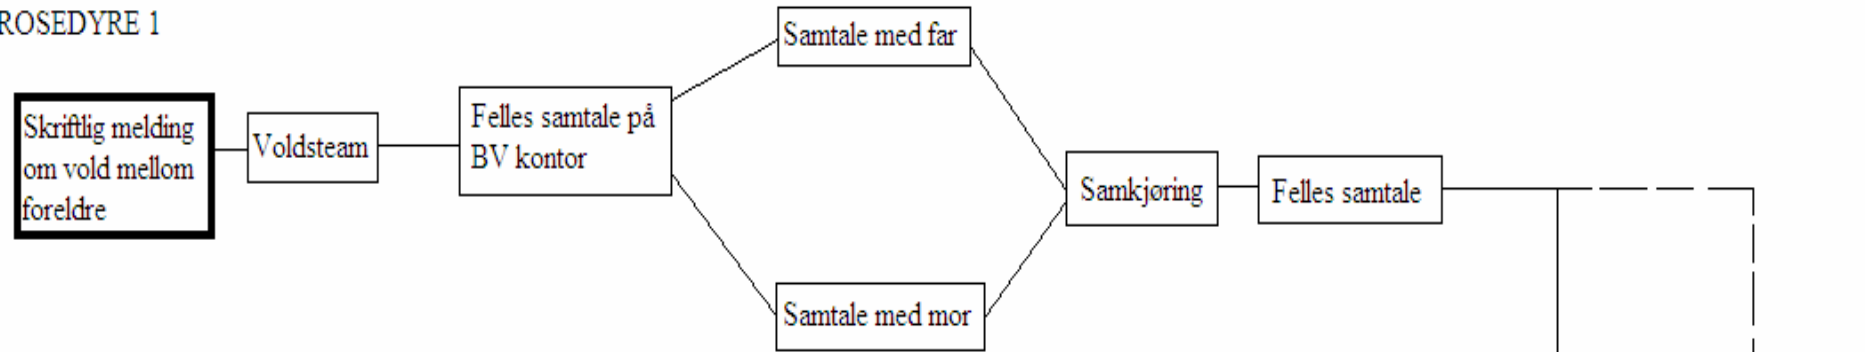 ROSEDYRE 1
Skriftlig melding
om vold mellom
foreldre
Voldsteam
Felles samtale på
BV kontor
Samtale med far
Samtale med mor
Samkjøring
Felles samtale